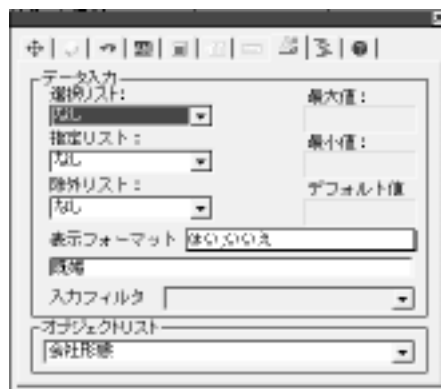 データ入力
選択リスト:
なし
最大値:
指定リスト:
なし
最小値:
除外リスト:
なし
デフォルト値
表示フォーマット
はい;いいえ
既婚
入力フィルタ
オブジェクトリスト
会社形態